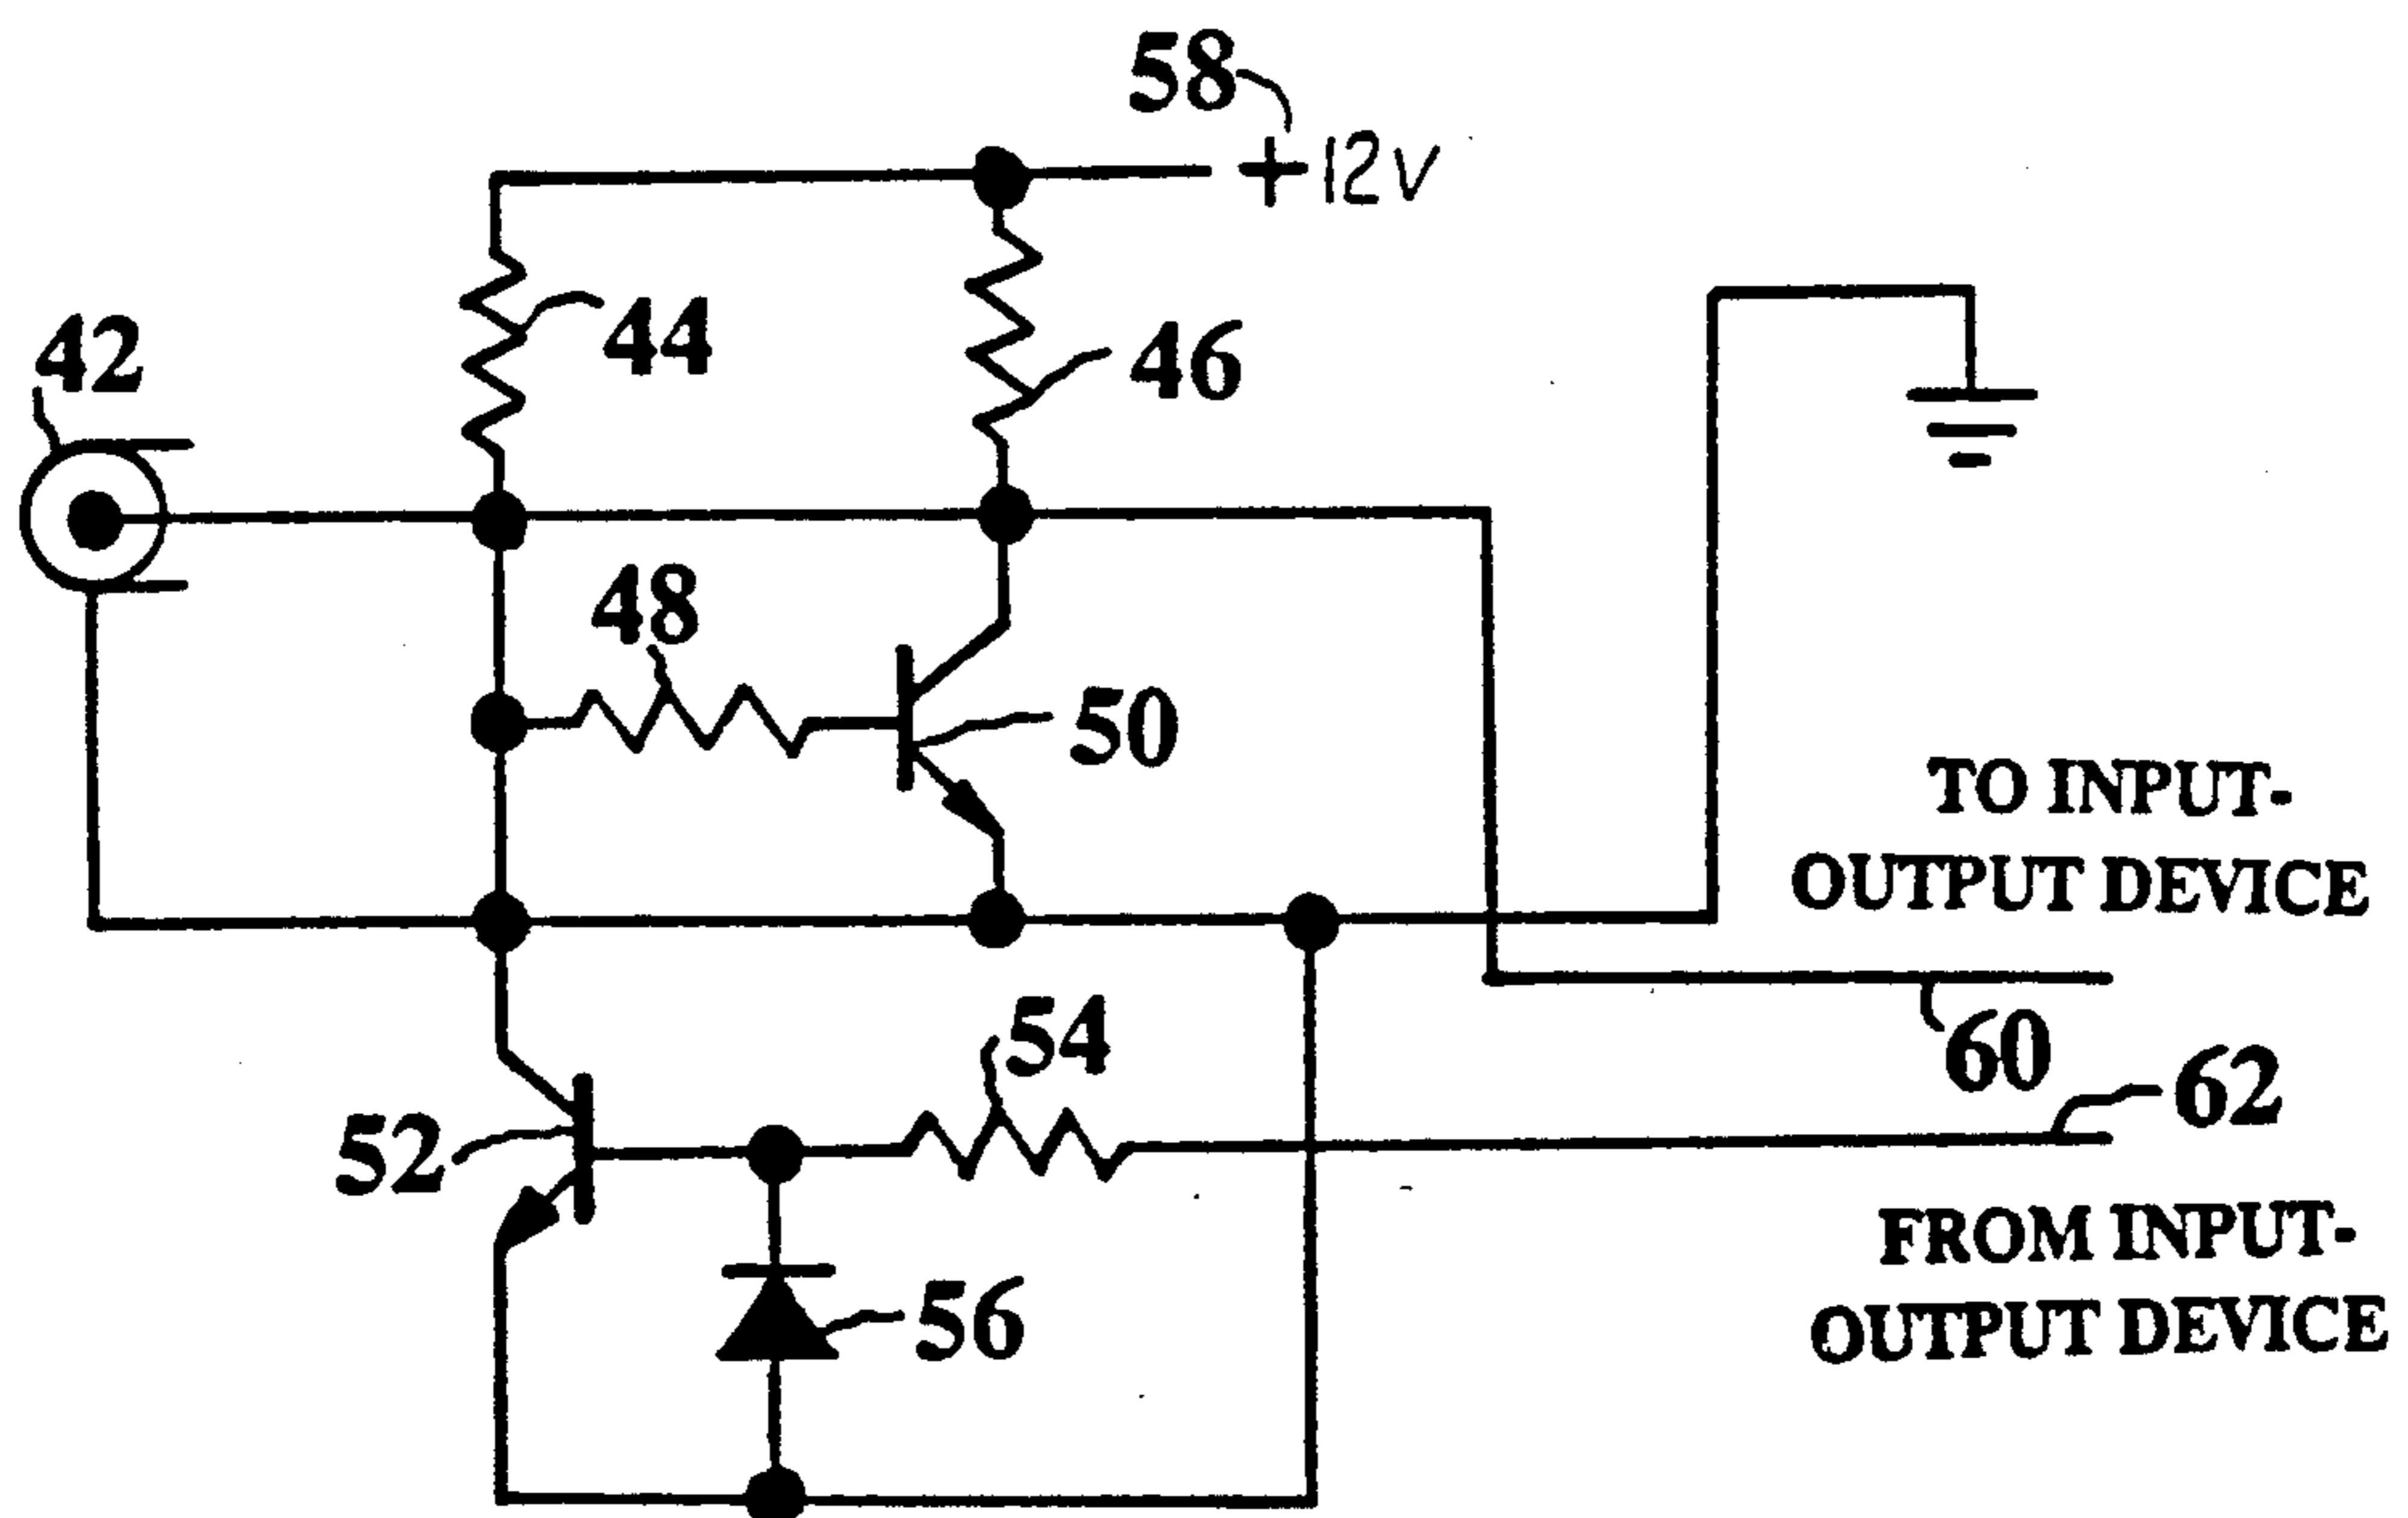 58
+12v
42
44
46
48
50
TO INPUT-
OUTPUT DEVICE
54
60
62
52
FROM INPUT-
OUTPUT DEVICE
56